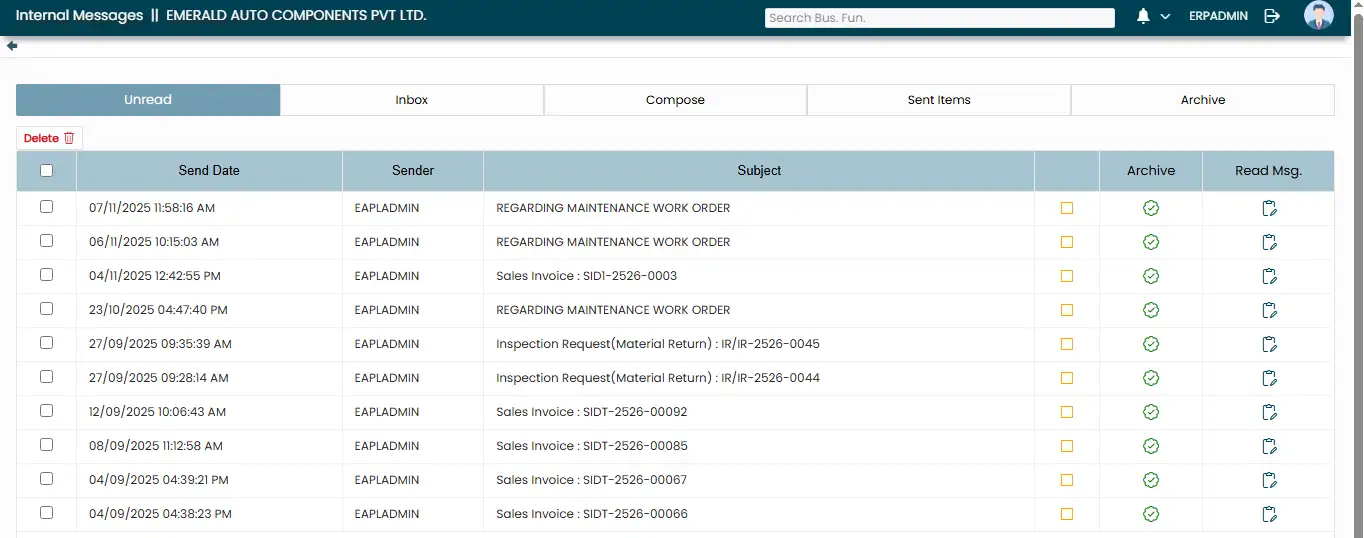 Internal Messages || EMERALD AUTO COMPONENTS PVT LTD.
Search Bus. Fun.
ERPADMIN
Unread Inbox Compose Sent Items Archive
Delete
Send Date Sender Subject Archive Read Msg.
07/11/2025 11:58:16 AM EAPLADMIN REGARDING MAINTENANCE WORK ORDER
06/11/2025 10:15:03 AM EAPLADMIN REGARDING MAINTENANCE WORK ORDER
04/11/2025 12:42:55 PM EAPLADMIN Sales Invoice : SID1-2526-0003
23/10/2025 04:47:40 PM EAPLADMIN REGARDING MAINTENANCE WORK ORDER
27/09/2025 09:35:39 AM EAPLADMIN Inspection Request(Material Return) : IR/IR-2526-0045
27/09/2025 09:28:14 AM EAPLADMIN Inspection Request(Material Return) : IR/IR-2526-0044
12/09/2025 10:06:43 AM EAPLADMIN Sales Invoice : SIDT-2526-00092
08/09/2025 11:12:58 AM EAPLADMIN Sales Invoice : SIDT-2526-00085
04/09/2025 04:39:21 PM EAPLADMIN Sales Invoice : SIDT-2526-00067
04/09/2025 04:38:23 PM EAPLADMIN Sales Invoice : SIDT-2526-00066